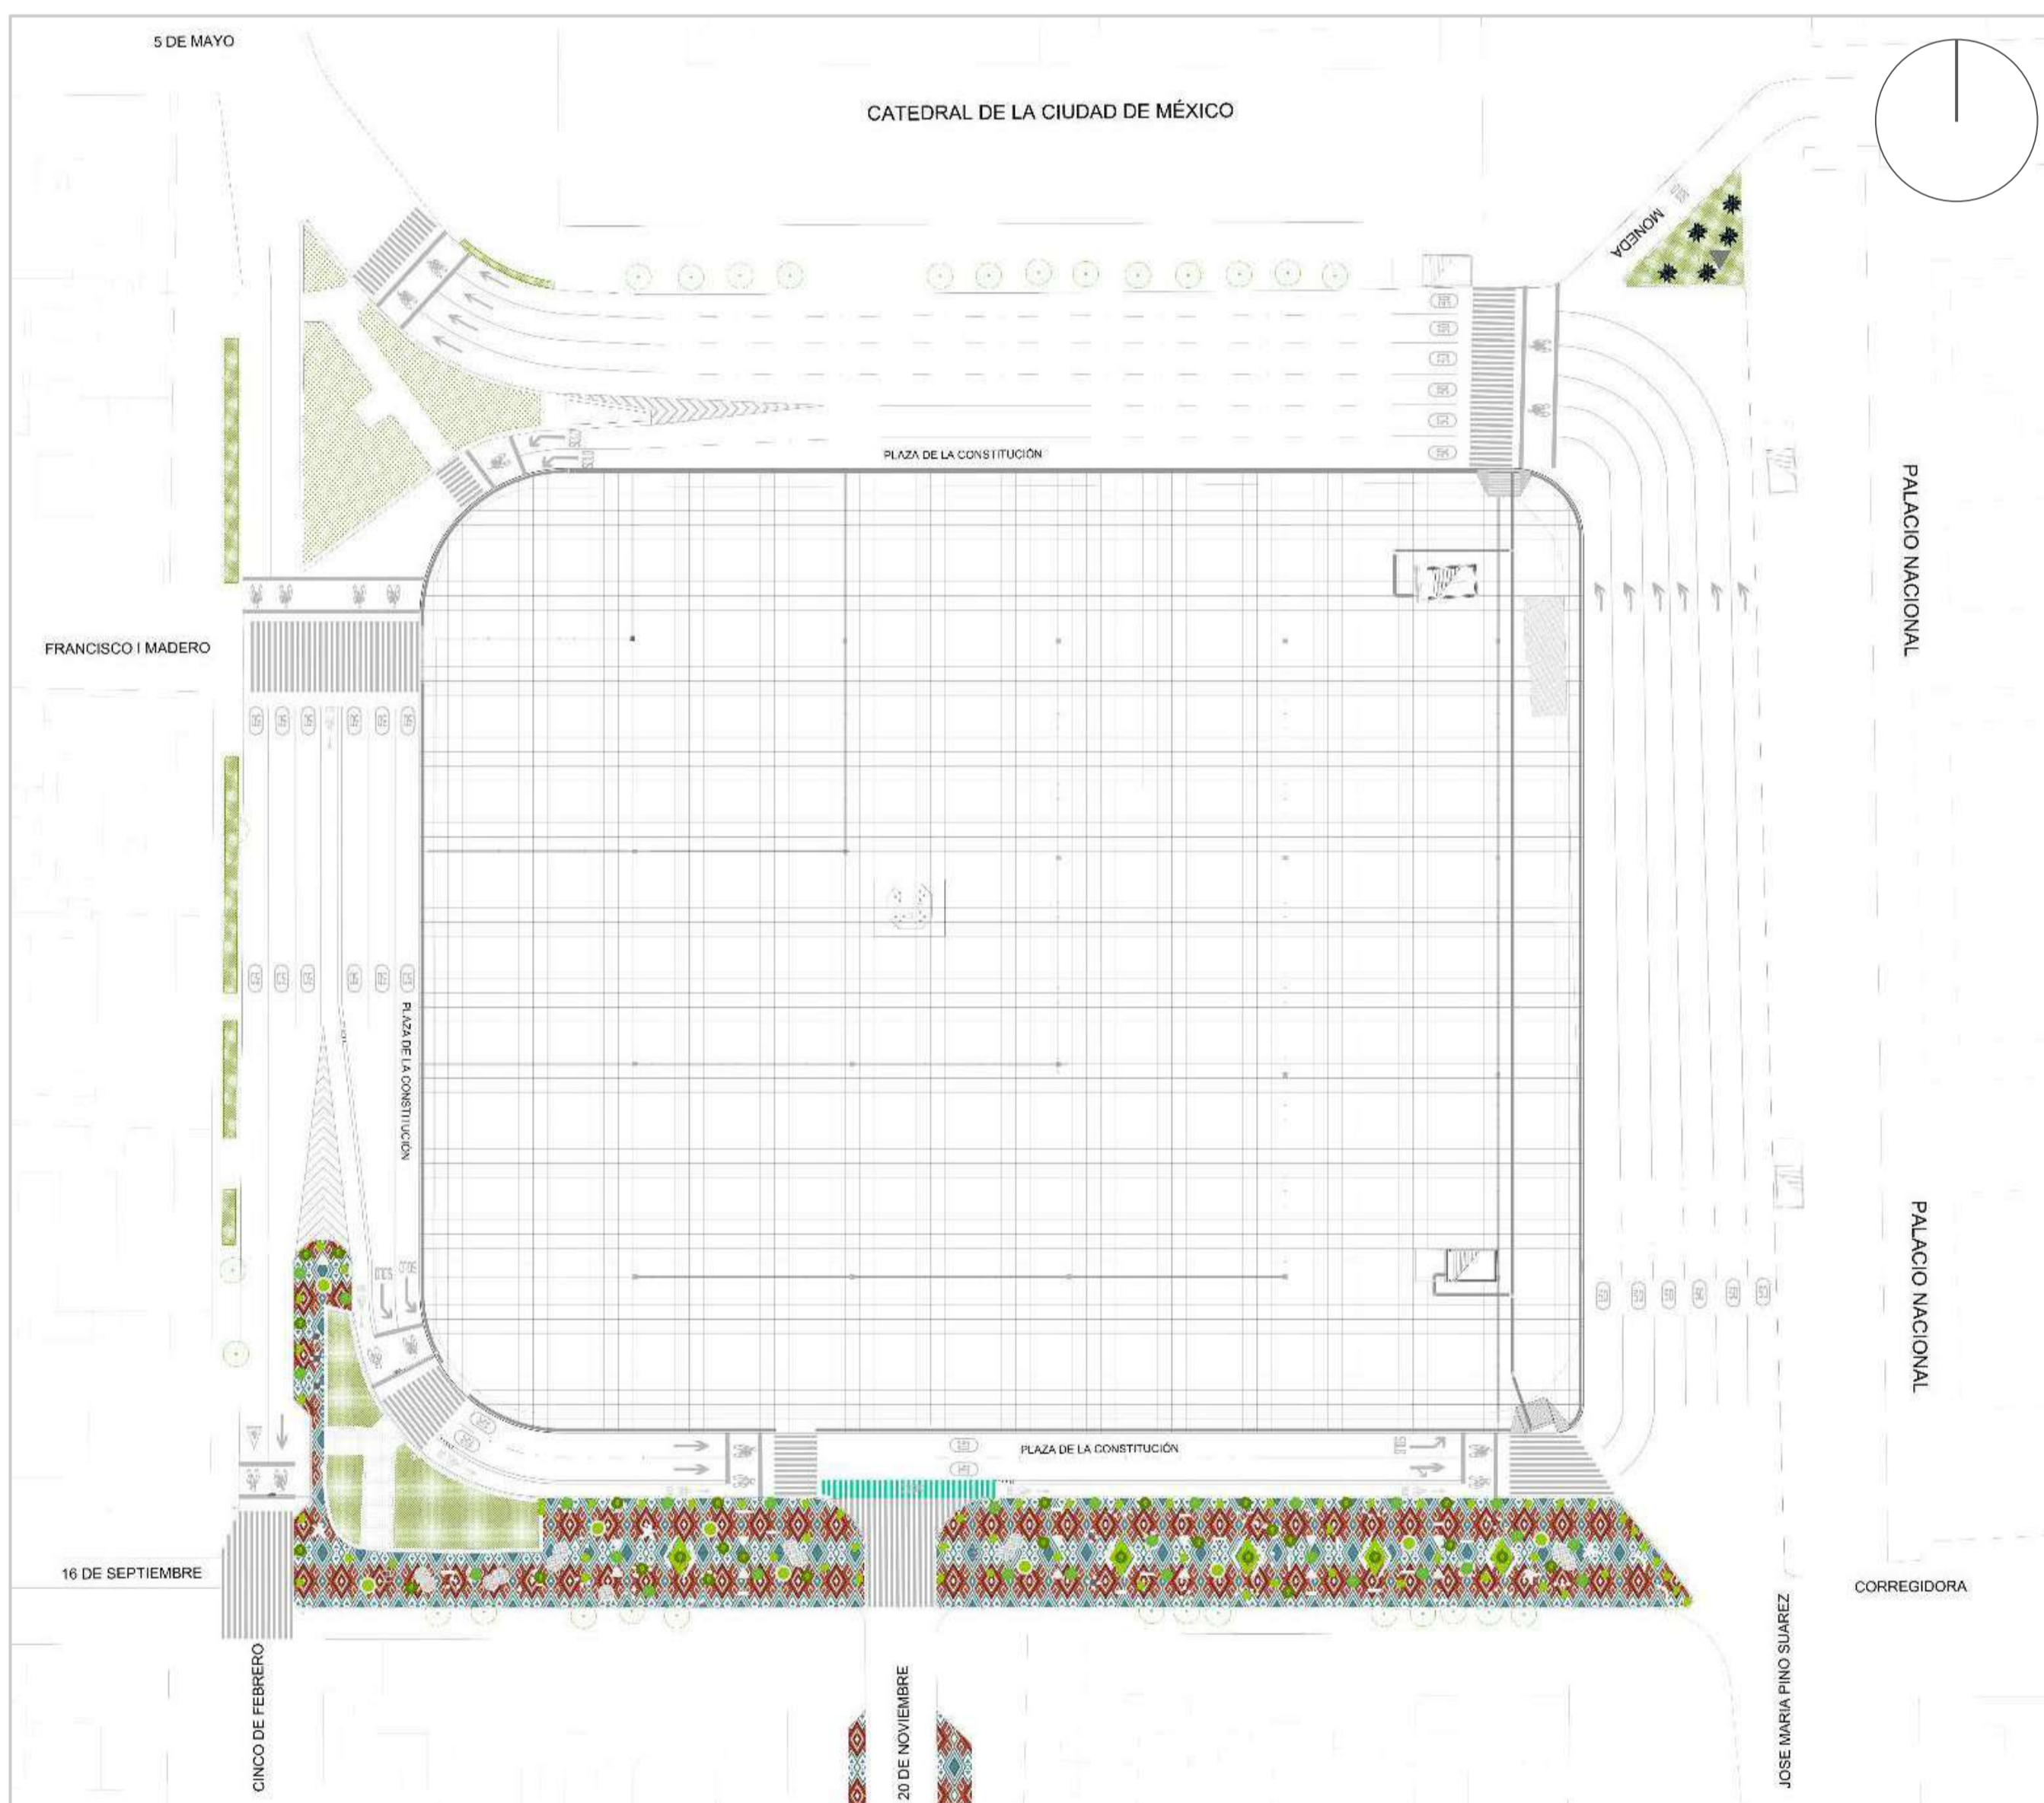 5 DE MAYO
CATEDRAL DE LA CIUDAD DE MÉXICO
MONEDA
PLAZA DE LA CONSTITUCIÓN
PALACIO NACIONAL
FRANCISCO I MADERO
PLAZA DE LA CONSTITUCIÓN
PALACIO NACIONAL
SOLO
SOLO
PLAZA DE LA CONSTITUCIÓN
16 DE SEPTIEMBRE
CORREGIDORA
CINCO DE FEBRERO
20 DE NOVIEMBRE
JOSE MARIA PINO SUAREZ